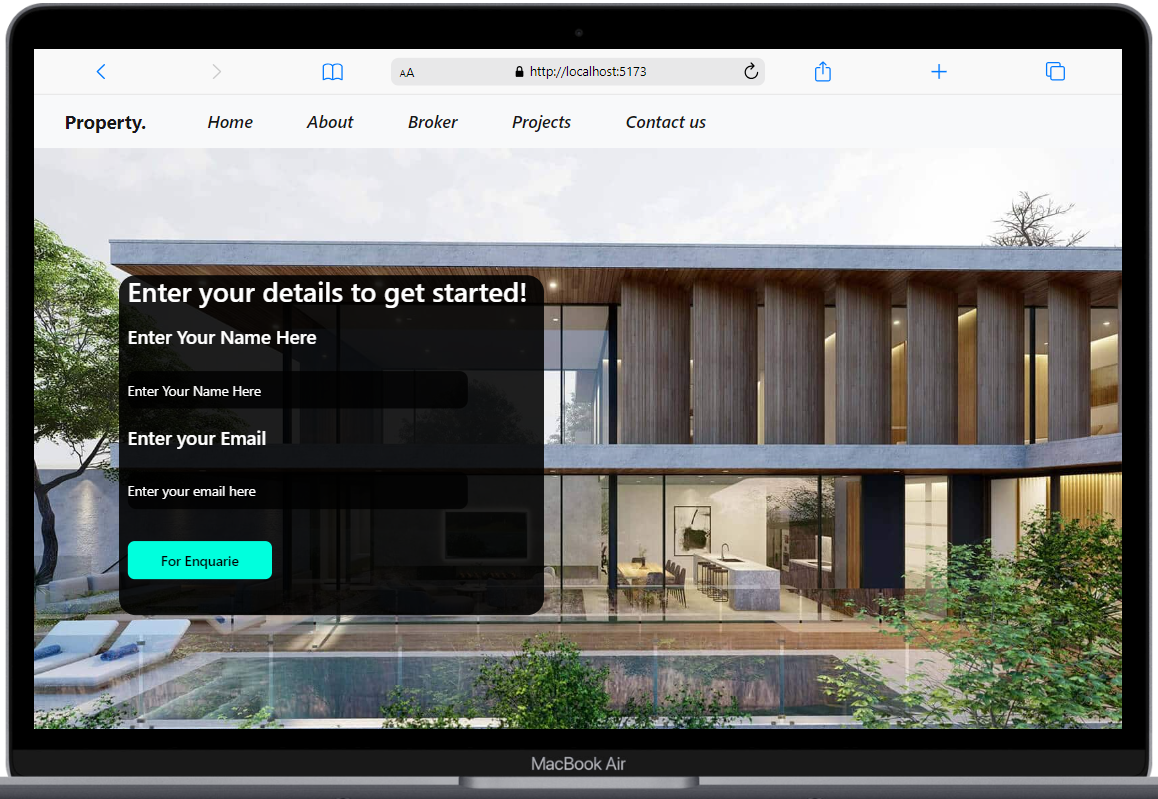 AA http://localhost:5173
Property. Home About Broker Projects Contact us
Enter your details to get started!
Enter Your Name Here
Enter Your Name Here
Enter your Email
Enter your email here
For Enquarie
MacBook Air